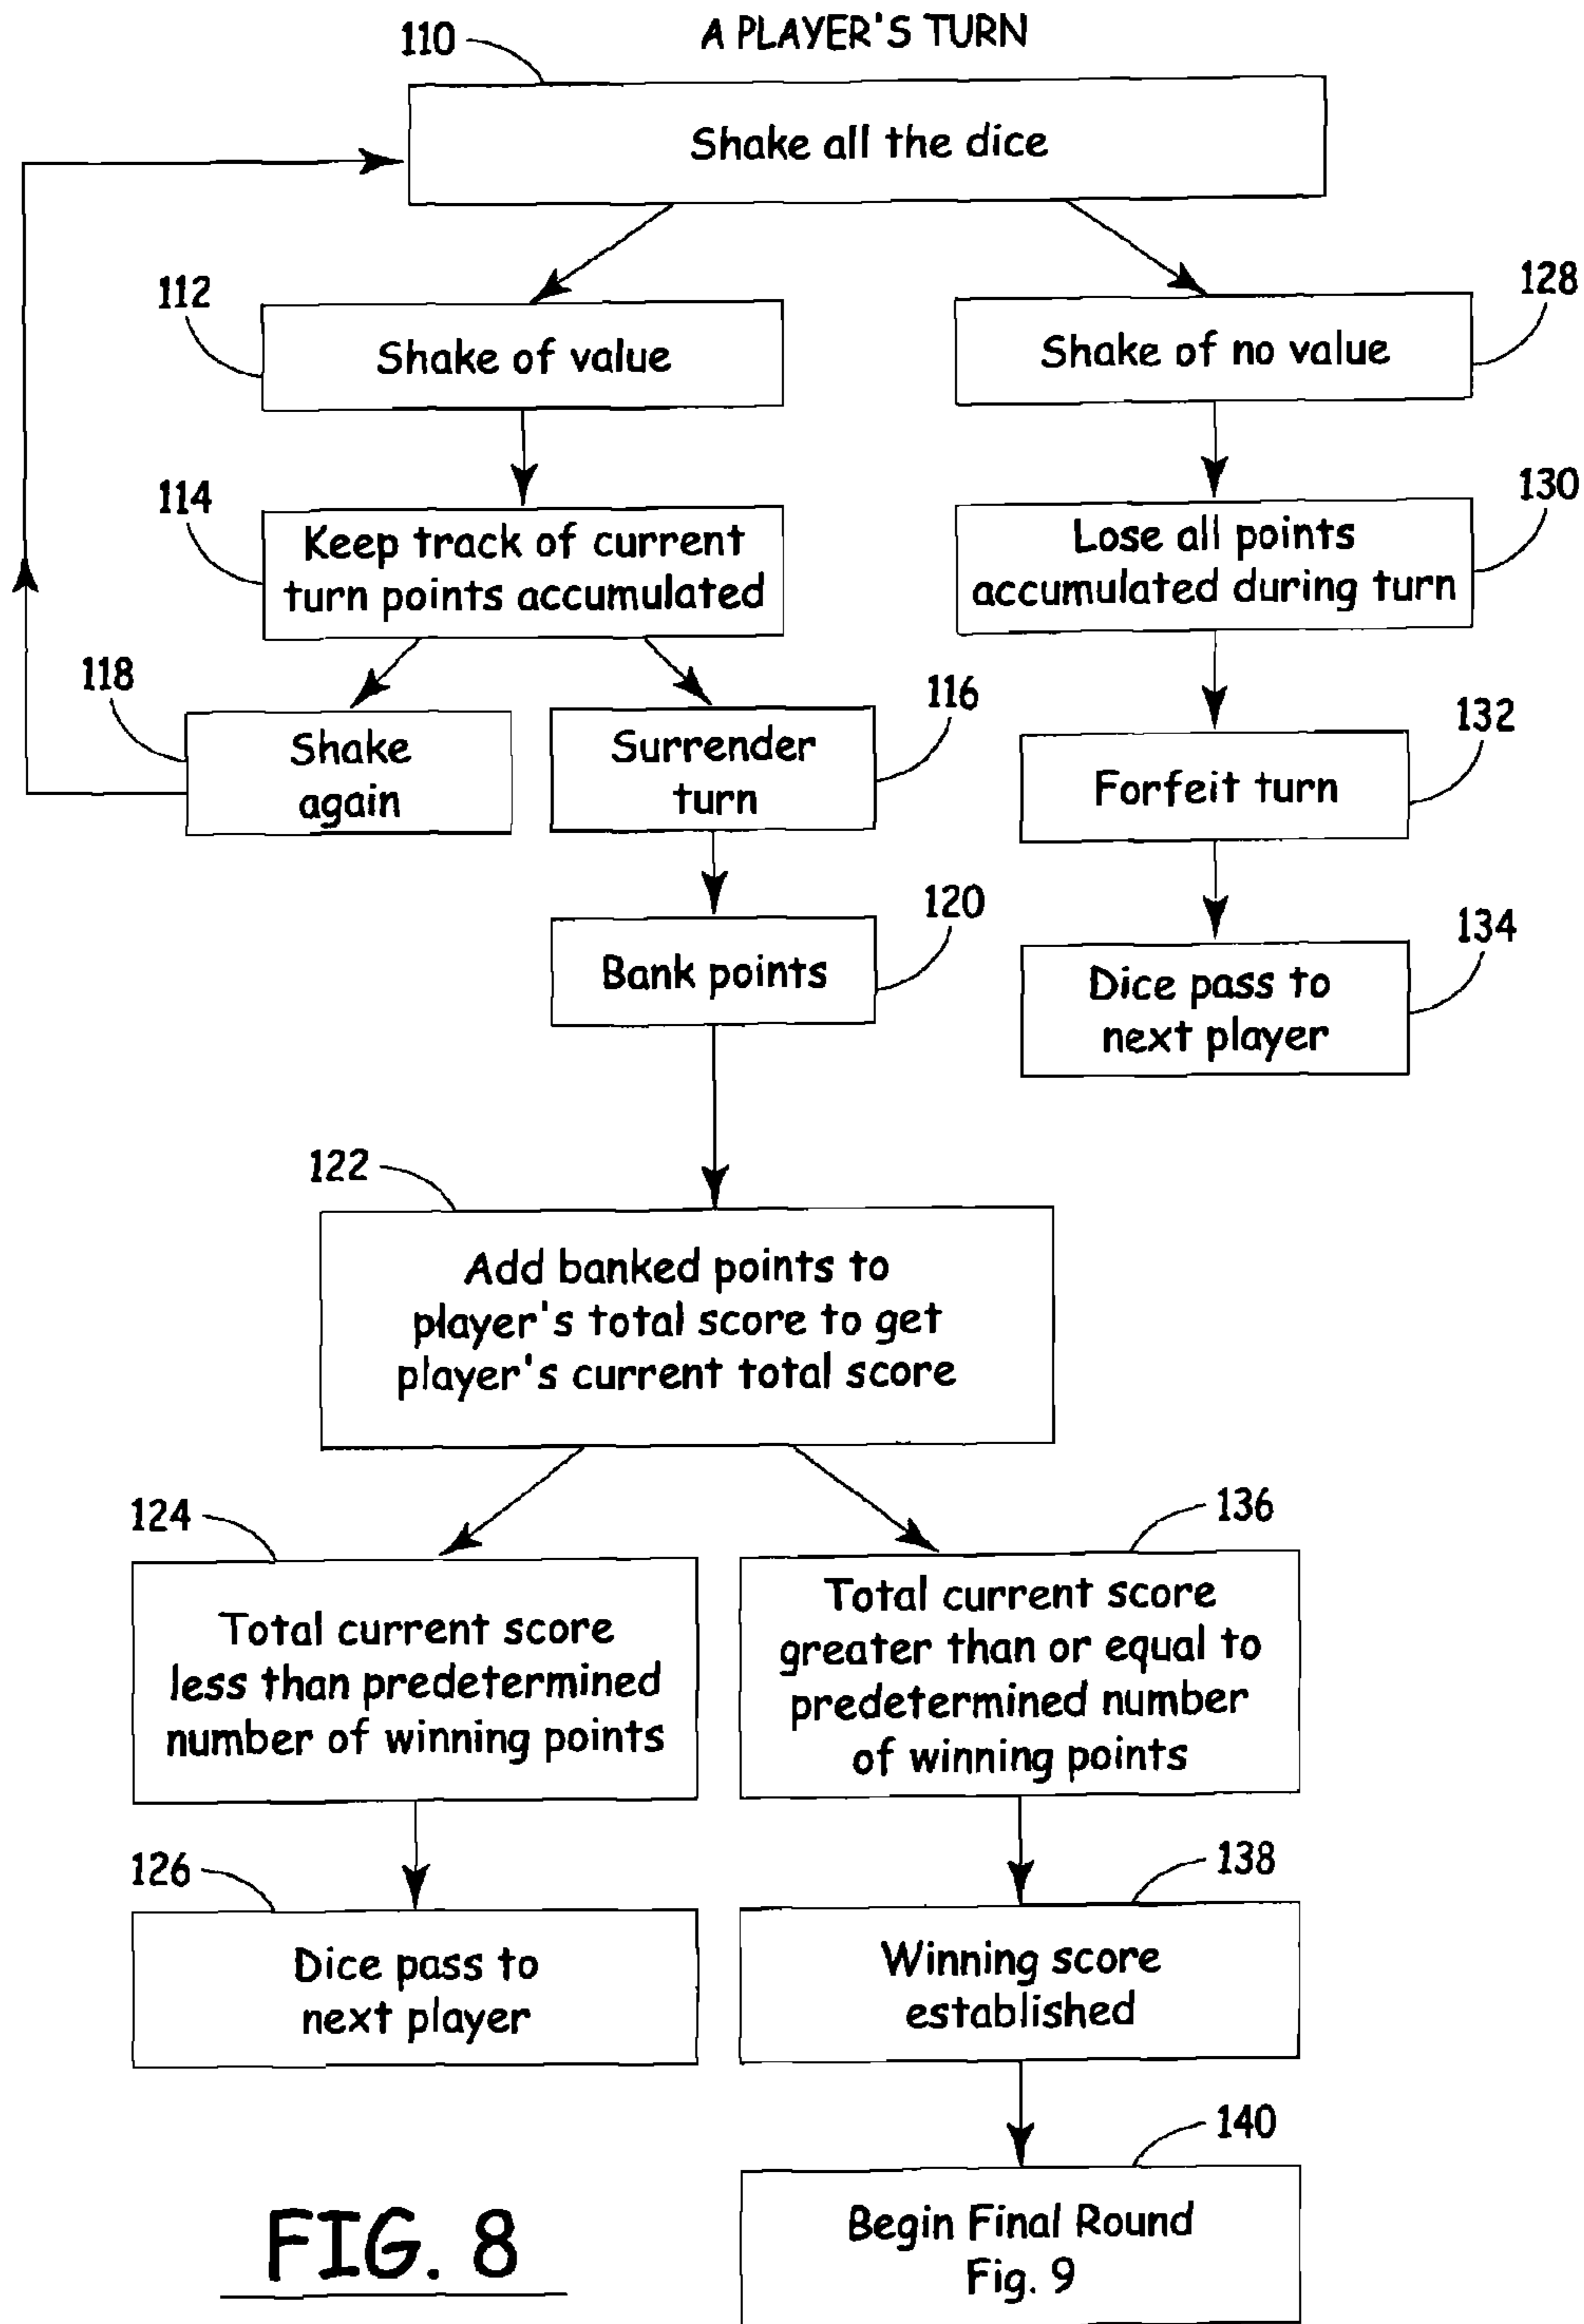 A PLAYER'S TURN
110
Shake all the dice
112
Shake of value
128
Shake of no value
114
Keep track of current
turn points accumulated
130
Lose all points
accumulated during turn
118
Shake
again
116
Surrender
turn
132
Forfeit turn
120
Bank points
134
Dice pass to
next player
122
Add banked points to
player's total score to get
player's current total score
124
Total current score
less than predetermined
number of winning points
136
Total current score
greater than or equal to
predetermined number
of winning points
126
Dice pass to
next player
138
Winning score
established
140
Begin Final Round
Fig. 9
FIG. 8